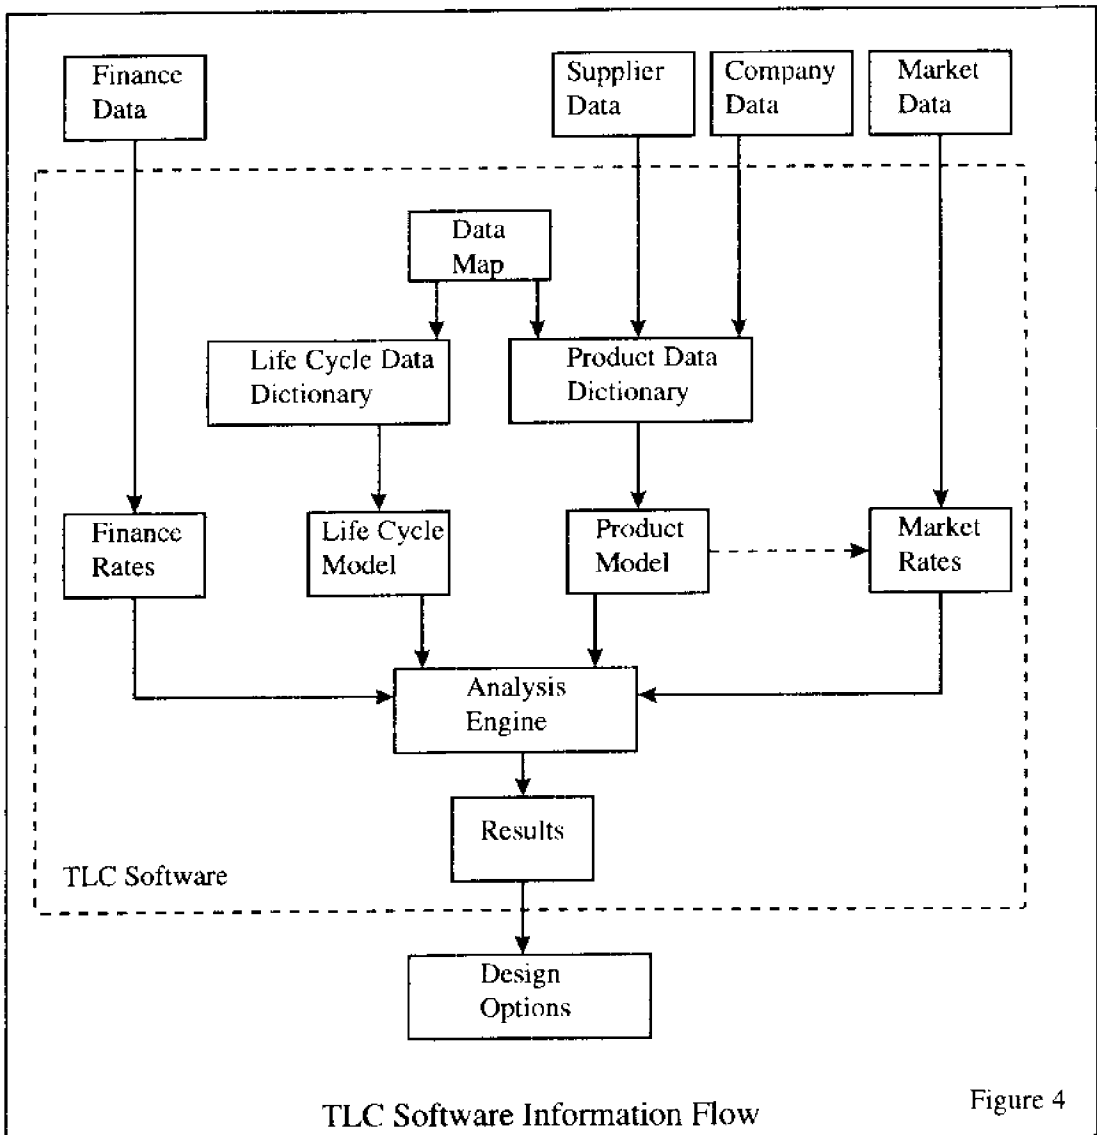 Finance
Data
Supplier
Data
Company
Data
Market
Data
Data
Map
Life Cycle Data
Dictionary
Product Data
Dictionary
Finance
Rates
Life Cycle
Model
Product
Model
Market
Rates
Analysis
Engine
Results
TLC Software
Design
Options
TLC Software Information Flow
Figure 4